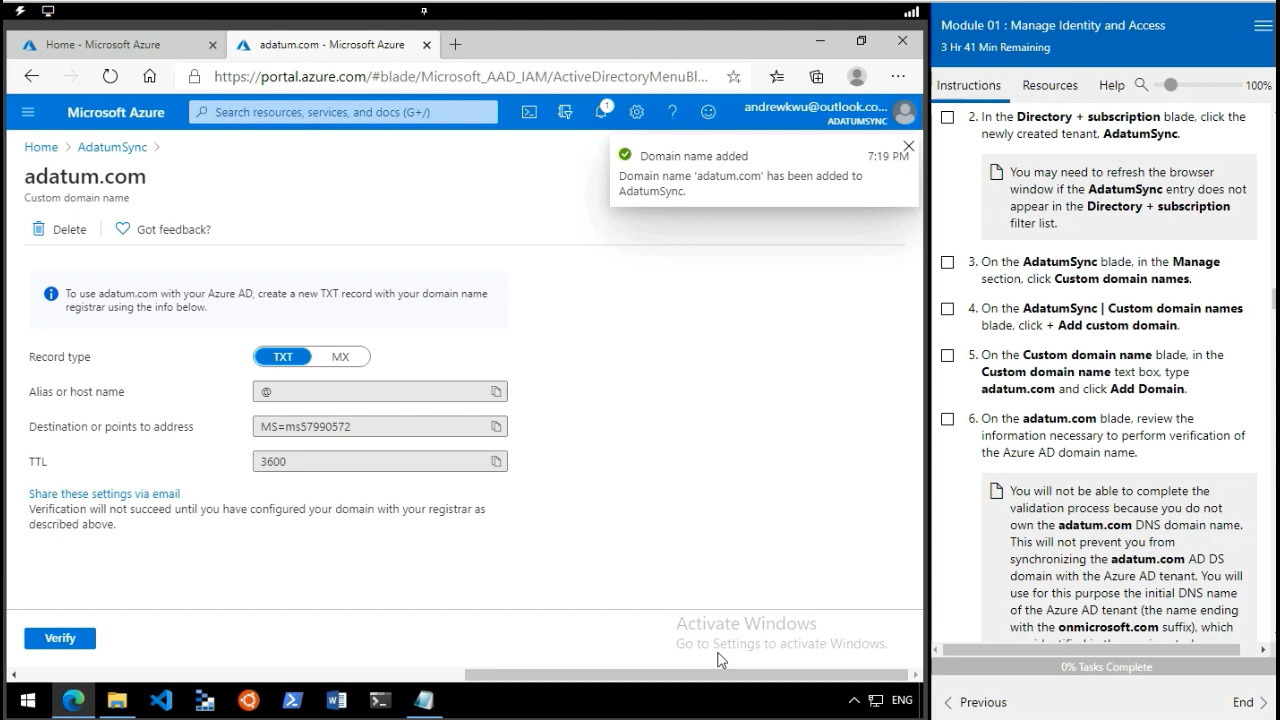 Home - Microsoft Azure
adatum.com - Microsoft Azure
https://portal.azure.com/#blade/Microsoft_AAD_IAM/ActiveDirectoryMenuBl...
Microsoft Azure
Search resources, services, and docs (G+/)
1
andrewkwu@outlook.co...
ADATUMSYNC
Home > AdatumSync >
adatum.com
Custom domain name
Delete
Got feedback?
Domain name added
7:19 PM
Domain name 'adatum.com' has been added to
AdatumSync.
To use adatum.com with your Azure AD, create a new TXT record with your domain name
registrar using the info below.
Record type
TXT
MX
Alias or host name
@
Destination or points to address
MS=ms57990572
TTL
3600
Share these settings via email
Verification will not succeed until you have configured your domain with your registrar as
described above.
Verify
Activate Windows
Go to Settings to activate Windows.
ENG
Module 01 : Manage Identity and Access
3 Hr 41 Min Remaining
Instructions
Resources
Help
100%
2. In the Directory + subscription blade, click the
newly created tenant, AdatumSync.
You may need to refresh the browser
window if the AdatumSync entry does not
appear in the Directory + subscription
filter list.
3. On the AdatumSync blade, in the Manage
section, click Custom domain names.
4. On the AdatumSync | Custom domain names
blade, click + Add custom domain.
5. On the Custom domain name blade, in the
Custom domain name text box, type
adatum.com and click Add Domain.
6. On the adatum.com blade, review the
information necessary to perform verification of
the Azure AD domain name.
You will not be able to complete the
validation process because you do not
own the adatum.com DNS domain name.
This will not prevent you from
synchronizing the adatum.com AD DS
domain with the Azure AD tenant. You will
use for this purpose the initial DNS name
of the Azure AD tenant (the name ending
with the onmicrosoft.com suffix), which
0% Tasks Complete
Previous
End